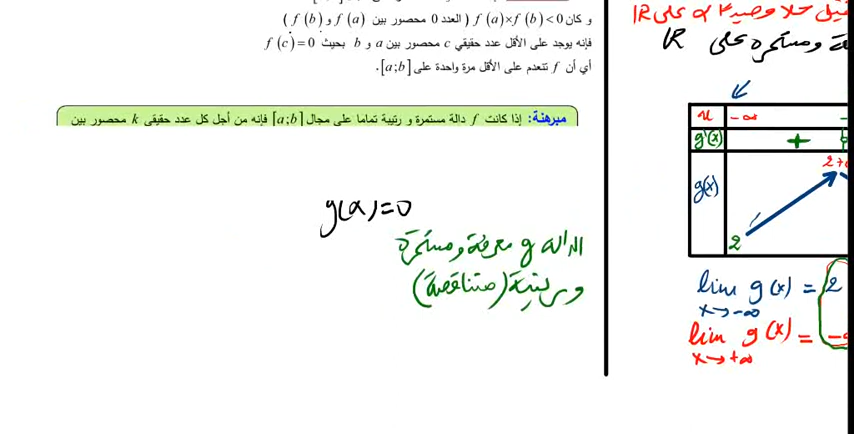 و كان f(a)×f(b)<0 ( العدد 0 محصور بين f(a) و f(b) )
فإنه يوجد على الأقل عدد حقيقي c محصور بين a و b بحيث f(c)=0
أي أن f تنعدم على الأقل مرة واحدة على [a;b].
مبرهنة: إذا كانت f دالة مستمرة و رتيبة تماما على مجال [a;b] فإنه من أجل كل عدد حقيقي k محصور بين
g(α)=0
الدالة g معرفة ومستمرة
ورتيبة (متناقصة)
حلا وحيدا α على ℝ
ومستمرة على ℝ
x -∞
g'(x) +
g(x) 2
lim g(x) = 2
x→-∞
lim g(x) = -
x→+∞